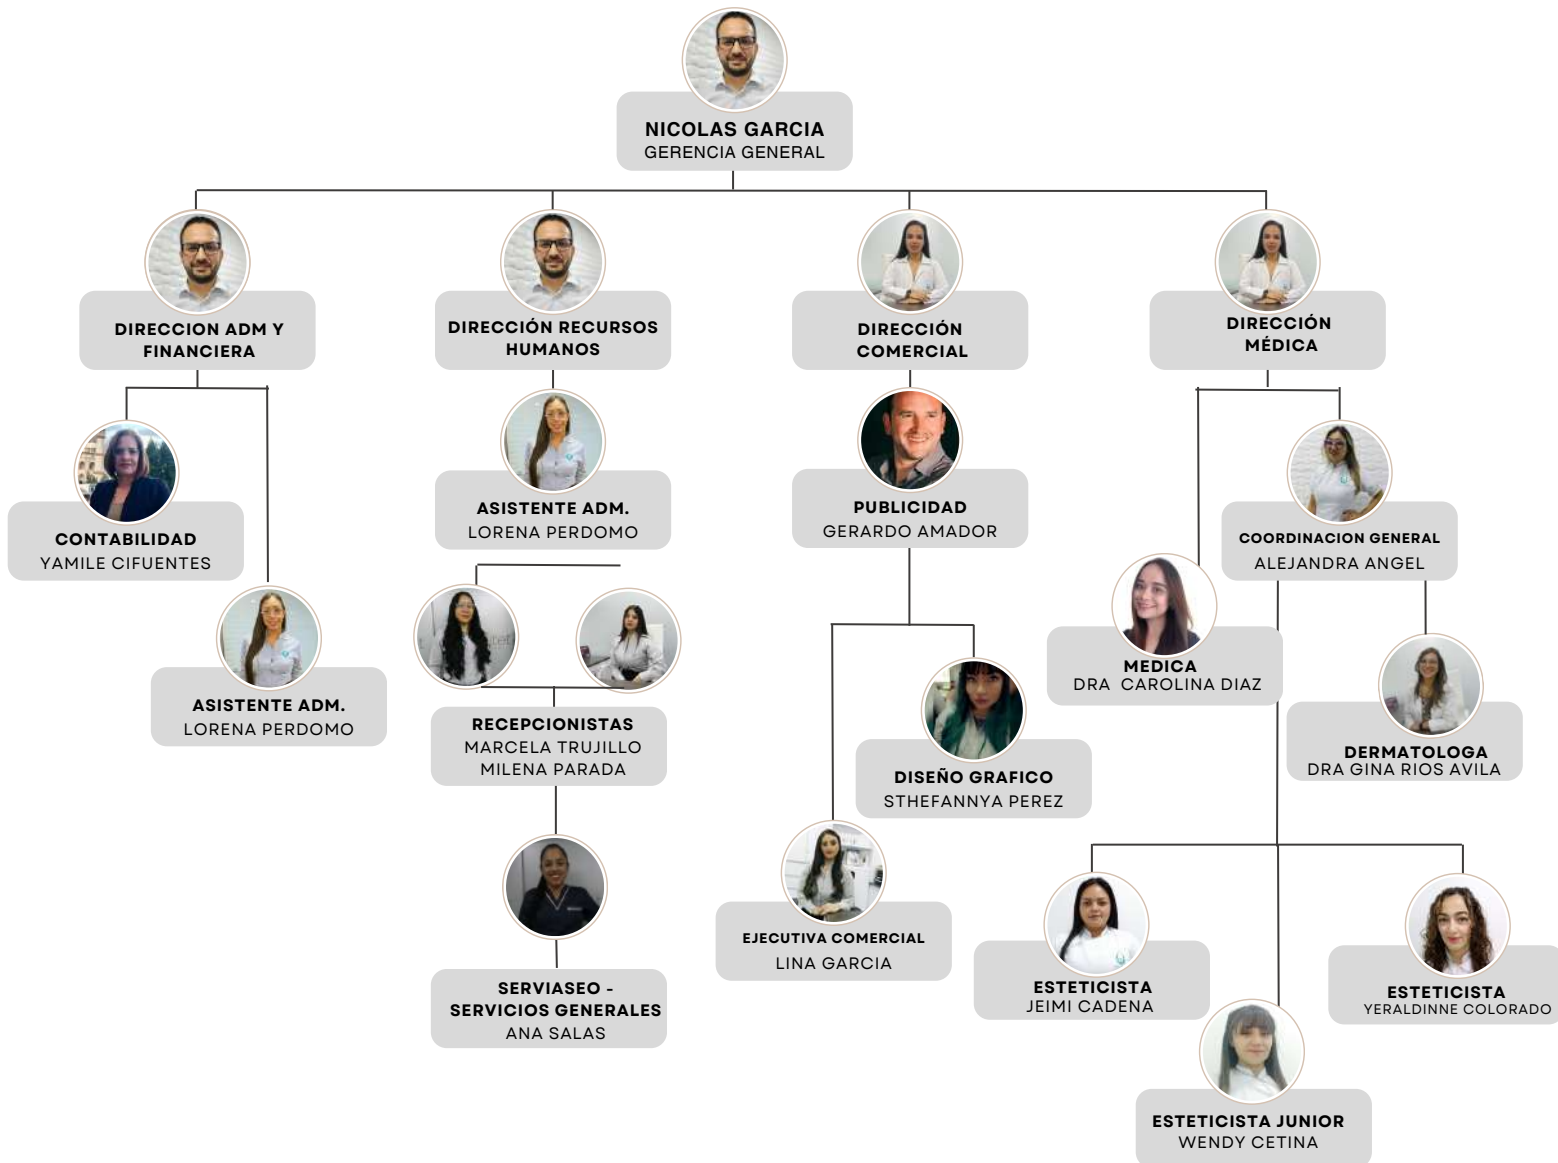 NICOLAS GARCIA
GERENCIA GENERAL
DIRECCION ADM Y
FINANCIERA
DIRECCIÓN RECURSOS
HUMANOS
DIRECCIÓN
COMERCIAL
DIRECCIÓN
MÉDICA
CONTABILIDAD
YAMILE CIFUENTES
ASISTENTE ADM.
LORENA PERDOMO
PUBLICIDAD
GERARDO AMADOR
COORDINACION GENERAL
ALEJANDRA ANGEL
ASISTENTE ADM.
LORENA PERDOMO
RECEPCIONISTAS
MARCELA TRUJILLO
MILENA PARADA
MEDICA
DRA CAROLINA DIAZ
DISEÑO GRAFICO
STHEFANNYA PEREZ
DERMATOLOGA
DRA GINA RIOS AVILA
EJECUTIVA COMERCIAL
LINA GARCIA
SERVIASEO -
SERVICIOS GENERALES
ANA SALAS
ESTETICISTA
JEIMI CADENA
ESTETICISTA
YERALDINNE COLORADO
ESTETICISTA JUNIOR
WENDY CETINA